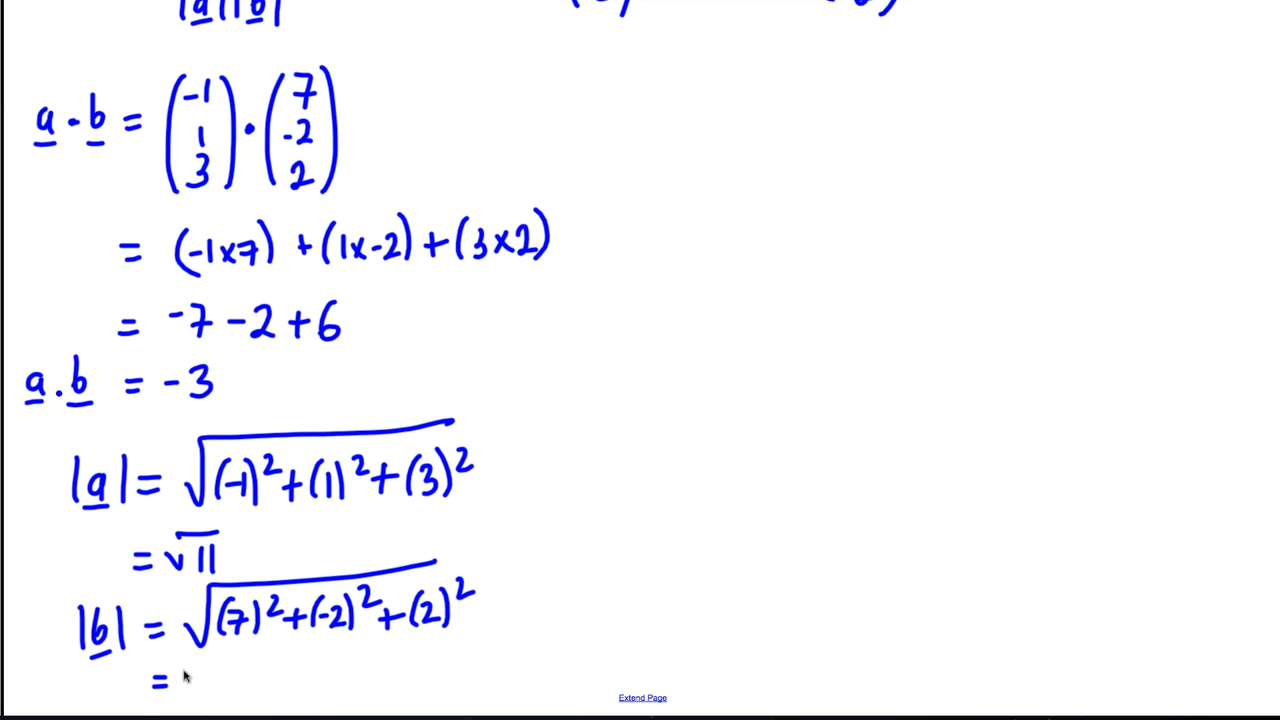 |a||b|
a · b = (-1 1 3) · (7 -2 2)
= (-1×7) + (1×-2) + (3×2)
= -7 - 2 + 6
a . b = -3
|a| = √(-1)² + (1)² + (3)²
= √11
|b| = √(7)² + (-2)² + (2)²
=
Extend Page